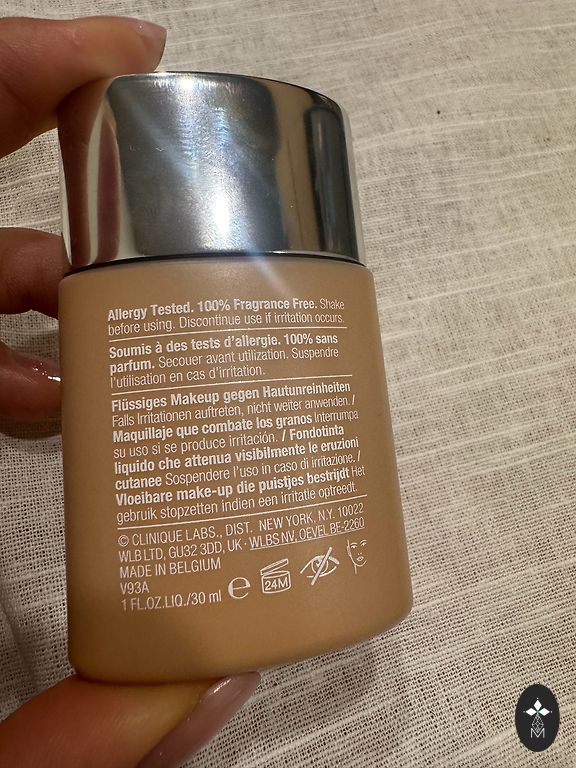 Allergy Tested. 100% Fragrance Free. Shake
before using. Discontinue use if irritation occurs.
Soumis à des tests d'allergie. 100% sans
parfum. Secouer avant utilization. Suspendre
l'utilisation en cas d'irritation.
Flüssiges Makeup gegen Hautunreinheiten
Falls Irritationen auftreten, nicht weiter anwenden. /
Maquillaje que combate los granos Interrumpa
su uso si se produce irritación. / Fondotinta
liquido che attenua visibilmente le eruzioni
cutanee Sospendere l'uso in caso di irritazione. /
Vloeibare make-up die puistjes bestrijdt Het
gebruik stopzetten indien een irritatie optreedt.
© CLINIQUE LABS., DIST. NEW YORK, N.Y. 10022
WLB LTD, GU32 3DD, UK · WLBS NV, OEVEL BE-2260
MADE IN BELGIUM
V93A
1 FL.OZ.LIQ./30 ml e 24M
M